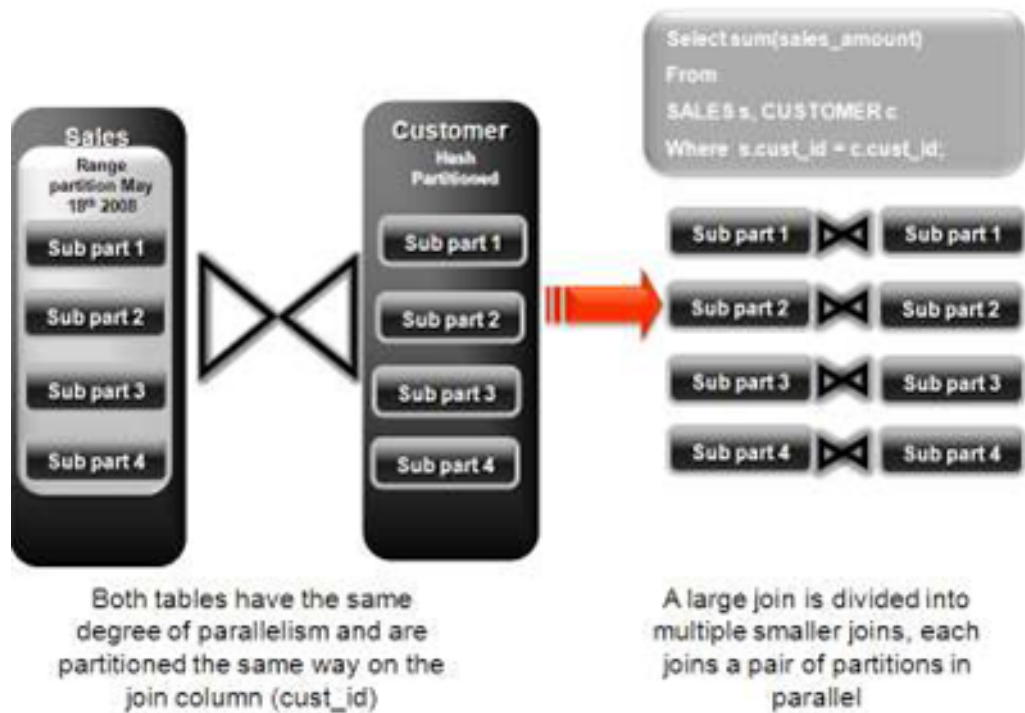 Sales
Range
partition May
18th 2008
Sub part 1
Sub part 2
Sub part 3
Sub part 4
Customer
Hash
Partitioned
Sub part 1
Sub part 2
Sub part 3
Sub part 4
Select sum(sales_amount)
From
SALES s, CUSTOMER c
Where s.cust_id = c.cust_id;
Sub part 1 Sub part 1
Sub part 2 Sub part 2
Sub part 3 Sub part 3
Sub part 4 Sub part 4
Both tables have the same
degree of parallelism and are
partitioned the same way on the
join column (cust_id)
A large join is divided into
multiple smaller joins, each
joins a pair of partitions in
parallel